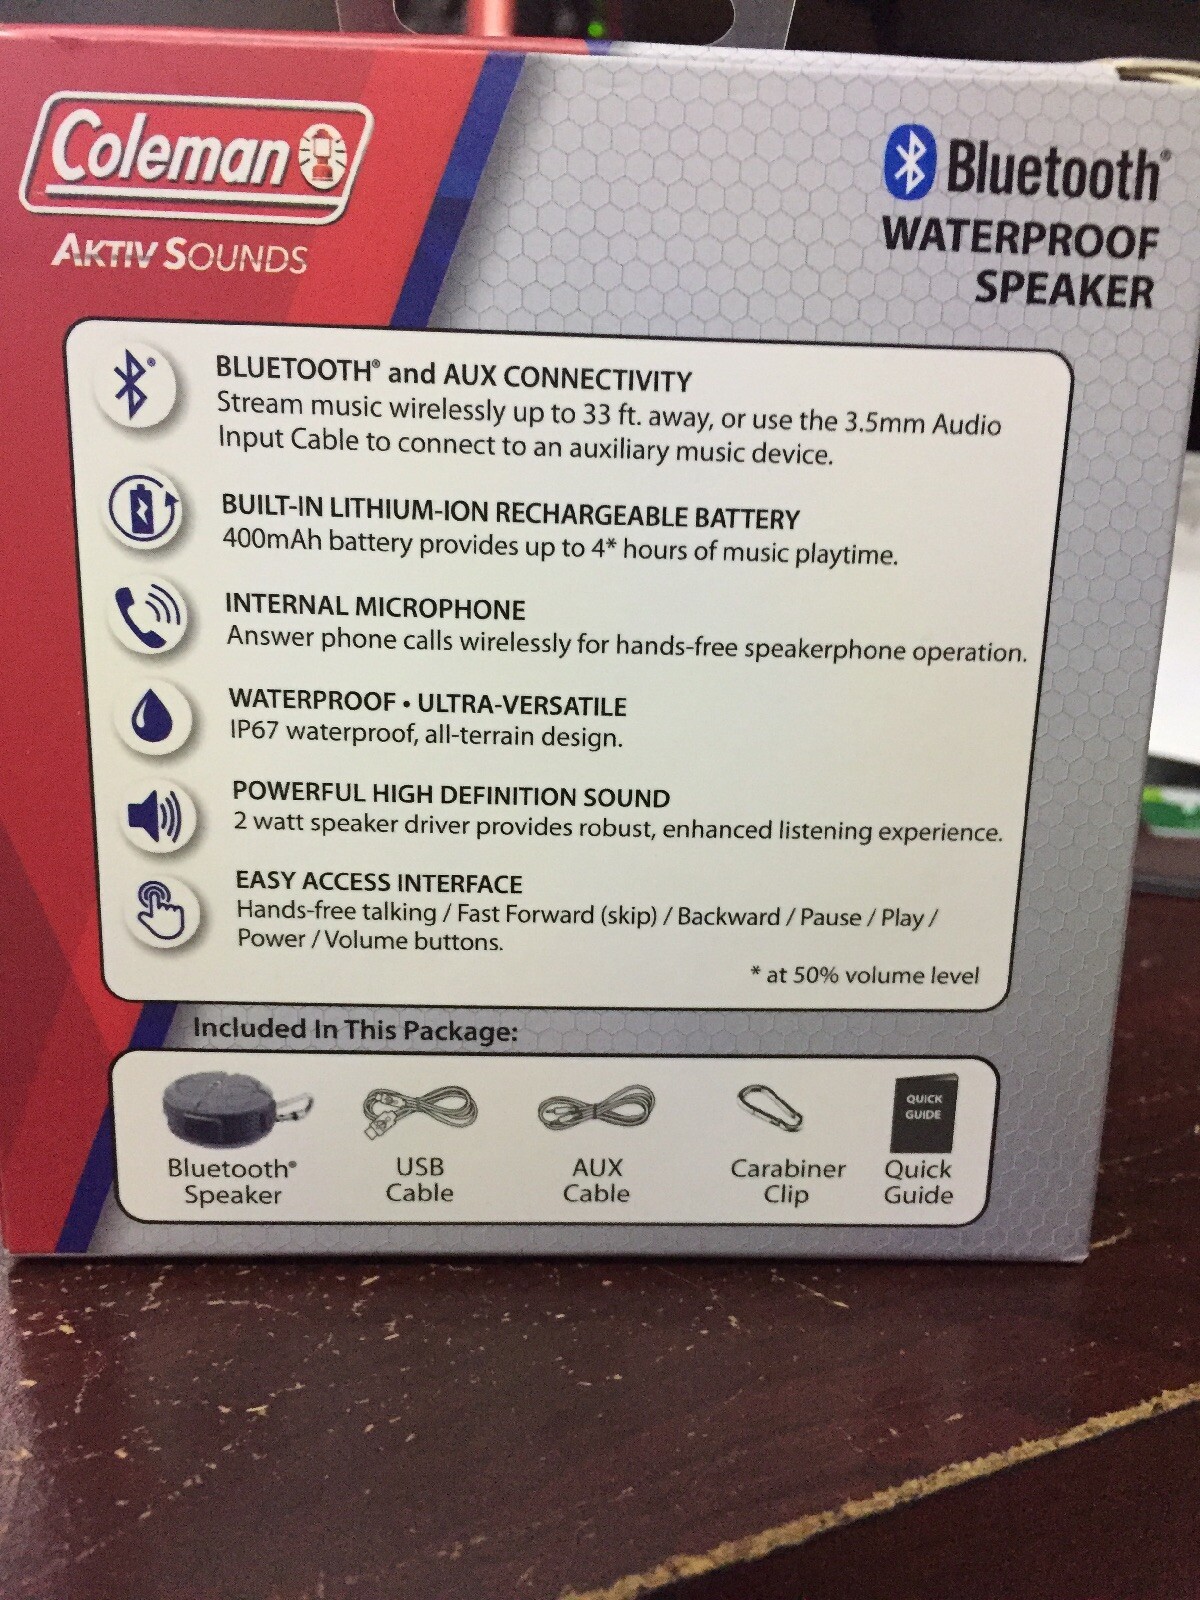 Coleman
AKTIV SOUNDS
Bluetooth®
WATERPROOF
SPEAKER
BLUETOOTH® and AUX CONNECTIVITY
Stream music wirelessly up to 33 ft. away, or use the 3.5mm Audio
Input Cable to connect to an auxiliary music device.
BUILT-IN LITHIUM-ION RECHARGEABLE BATTERY
400mAh battery provides up to 4* hours of music playtime.
INTERNAL MICROPHONE
Answer phone calls wirelessly for hands-free speakerphone operation.
WATERPROOF • ULTRA-VERSATILE
IP67 waterproof, all-terrain design.
POWERFUL HIGH DEFINITION SOUND
2 watt speaker driver provides robust, enhanced listening experience.
EASY ACCESS INTERFACE
Hands-free talking / Fast Forward (skip) / Backward / Pause / Play /
Power / Volume buttons.
* at 50% volume level
Included In This Package:
QUICK
GUIDE
Bluetooth®
Speaker
USB
Cable
AUX
Cable
Carabiner
Clip
Quick
Guide